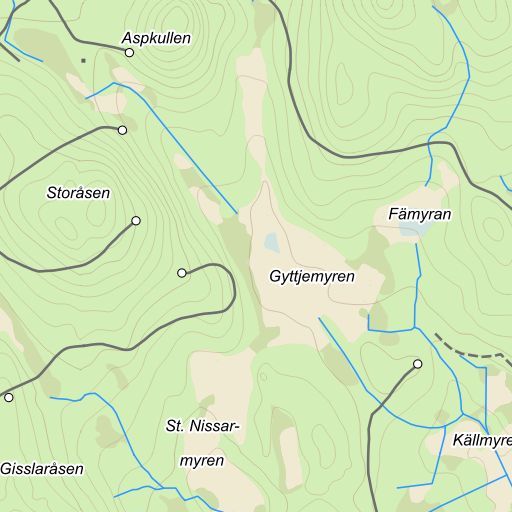 Aspkullen
Storåsen
Fämyran
Gyttjemyren
St. Nissar-
myren
Källmyre
Gisslaråsen